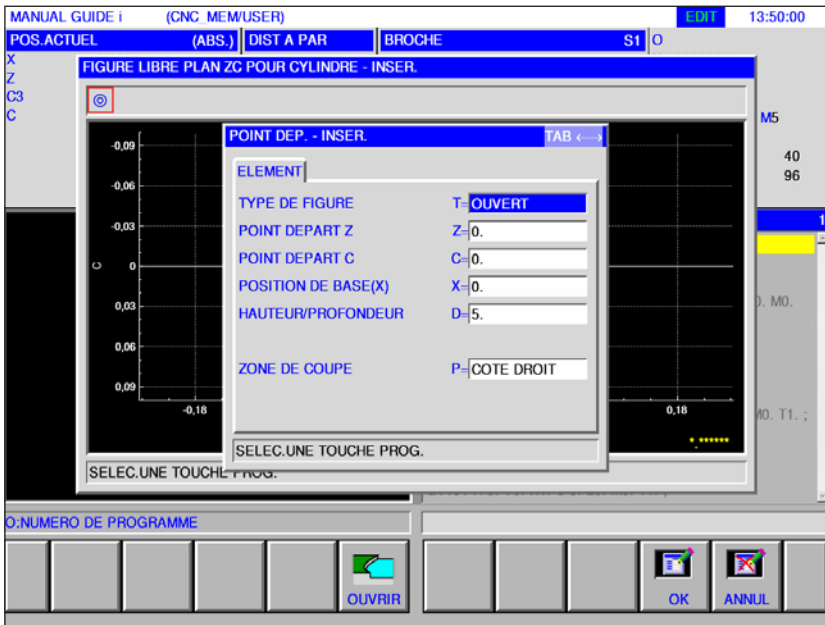 MANUAL GUIDE i (CNC_MEM/USER) EDIT 13:50:00
POS.ACTUEL (ABS.) DIST A PAR BROCHE S1 O
X
Z
C3
C
M5
40
96
FIGURE LIBRE PLAN ZC POUR CYLINDRE - INSER.
-0,09
-0,06
-0,03
C 0
0,03
0,06
0,09
-0,18 0,18
*.******
POINT DEP. - INSER. TAB ←→
ELEMENT
TYPE DE FIGURE T= OUVERT
POINT DEPART Z Z= 0.
POINT DEPART C C= 0.
POSITION DE BASE(X) X= 0.
HAUTEUR/PROFONDEUR D= 5.
ZONE DE COUPE P= COTE DROIT
SELEC.UNE TOUCHE PROG.
SELEC.UNE TOUCHE PROG.
1
0. M0.
M0. T1. ;
O:NUMERO DE PROGRAMME
OUVRIR OK ANNUL